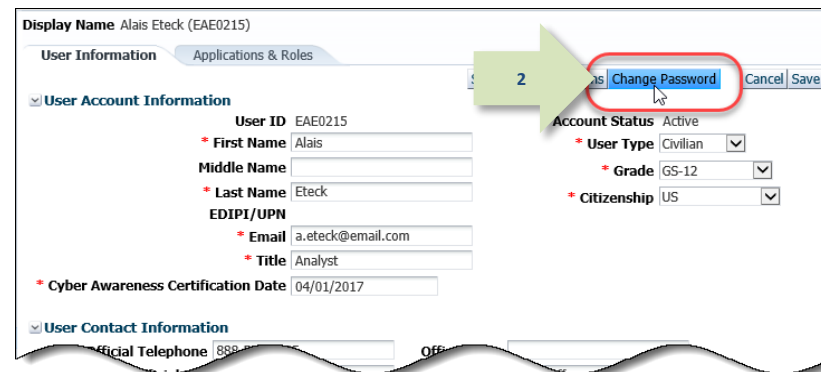 Display Name Alais Eteck (EAE0215)
User Information Applications & Roles
2 Change Password Cancel Save
User Account Information
User ID EAE0215 Account Status Active
* First Name Alais * User Type Civilian
Middle Name * Grade GS-12
* Last Name Eteck * Citizenship US
EDIPI/UPN
* Email a.eteck@email.com
* Title Analyst
* Cyber Awareness Certification Date 04/01/2017
User Contact Information
Telephone 888